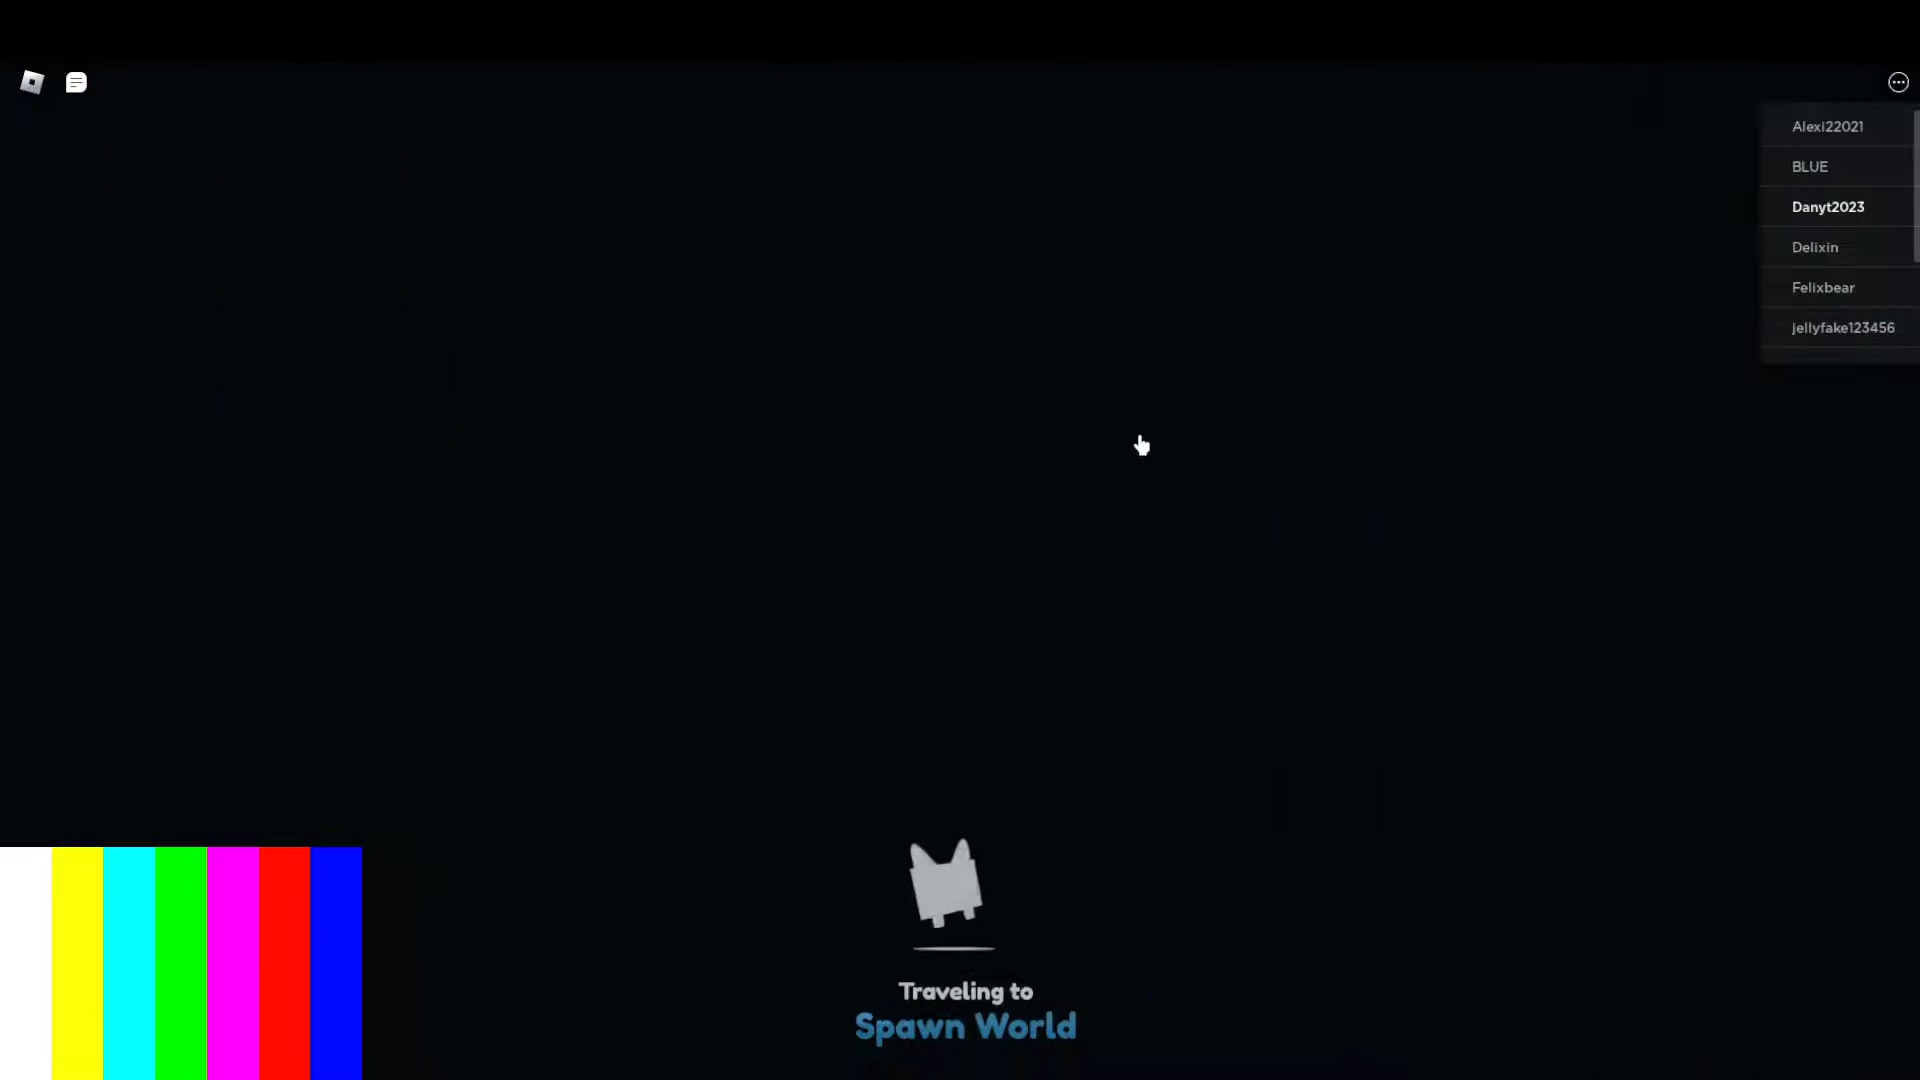 Alexi22021
BLUE
Danyt2023
Delixin
Felixbear
jellyfake123456
Traveling to
Spawn World